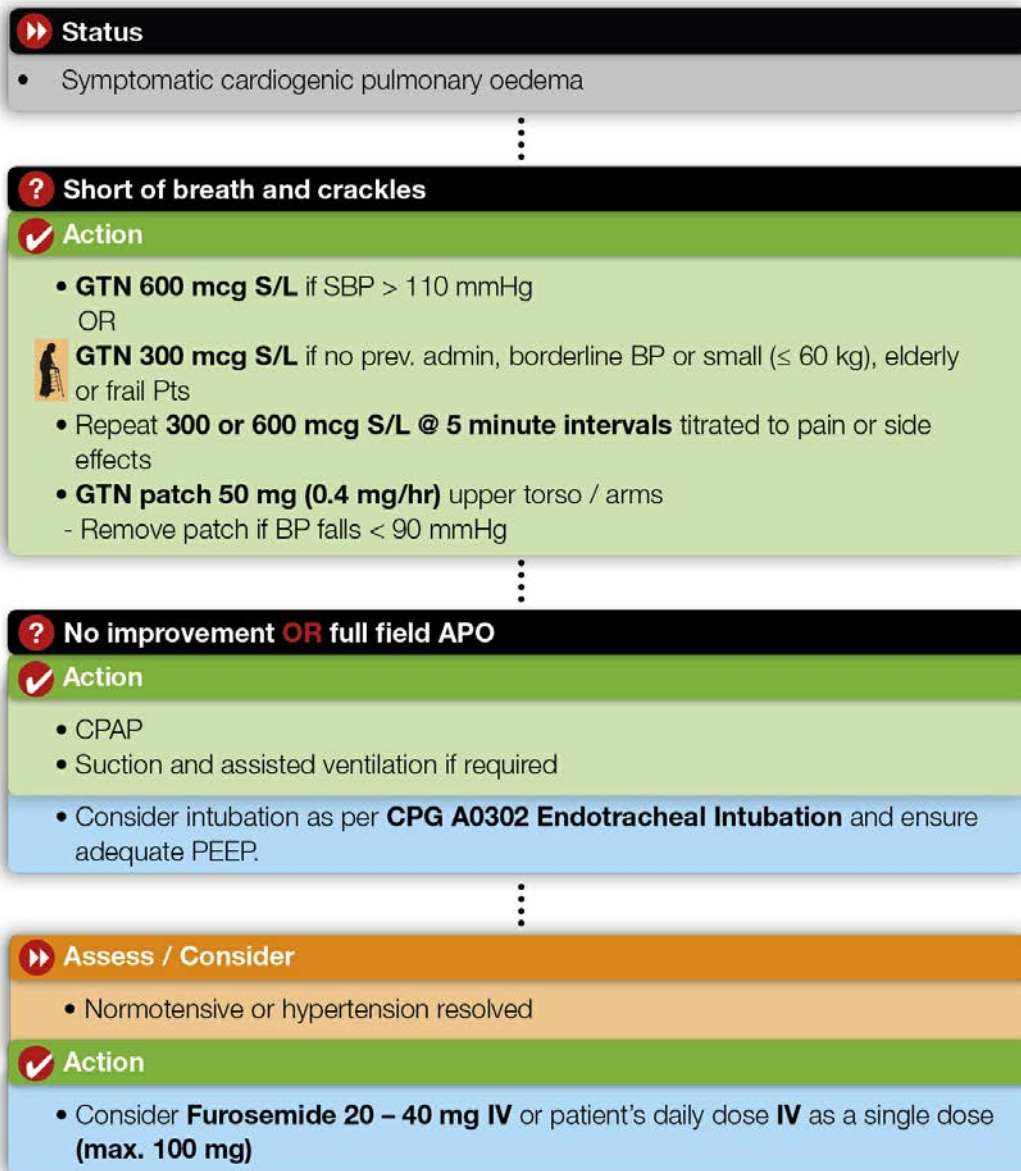 Status
• Symptomatic cardiogenic pulmonary oedema
? Short of breath and crackles
Action
• GTN 600 mcg S/L if SBP > 110 mmHg
OR
GTN 300 mcg S/L if no prev. admin, borderline BP or small (≤ 60 kg), elderly
or frail Pts
• Repeat 300 or 600 mcg S/L @ 5 minute intervals titrated to pain or side
effects
• GTN patch 50 mg (0.4 mg/hr) upper torso / arms
- Remove patch if BP falls < 90 mmHg
? No improvement OR full field APO
Action
• CPAP
• Suction and assisted ventilation if required
• Consider intubation as per CPG A0302 Endotracheal Intubation and ensure
adequate PEEP.
Assess / Consider
• Normotensive or hypertension resolved
Action
• Consider Furosemide 20 – 40 mg IV or patient's daily dose IV as a single dose
(max. 100 mg)